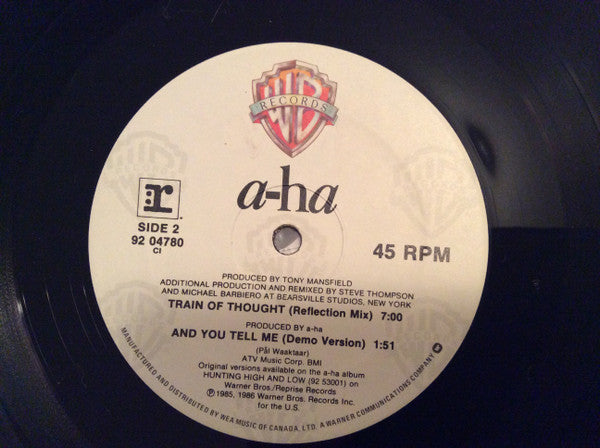 WB
RECORDS
a-ha
r
SIDE 2
92 04780
CI
45 RPM
PRODUCED BY TONY MANSFIELD
ADDITIONAL PRODUCTION AND REMIXED BY STEVE THOMPSON
AND MICHAEL BARBIERO AT BEARSVILLE STUDIOS, NEW YORK
TRAIN OF THOUGHT (Reflection Mix) 7:00
PRODUCED BY a-ha
AND YOU TELL ME (Demo Version) 1:51
(Pål Waaktaar)
ATV Music Corp. BMI
Original versions available on the a-ha album
HUNTING HIGH AND LOW (92 53001) on
Warner Bros./Reprise Records
℗ 1985, 1986 Warner Bros. Records Inc.
for the U.S.
MANUFACTURED AND DISTRIBUTED BY WEA MUSIC OF CANADA, LTD. A WARNER COMMUNICATIONS COMPANY